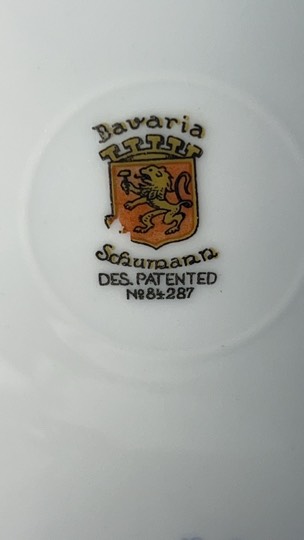 Bavaria
Schumann
DES. PATENTED
No 84287